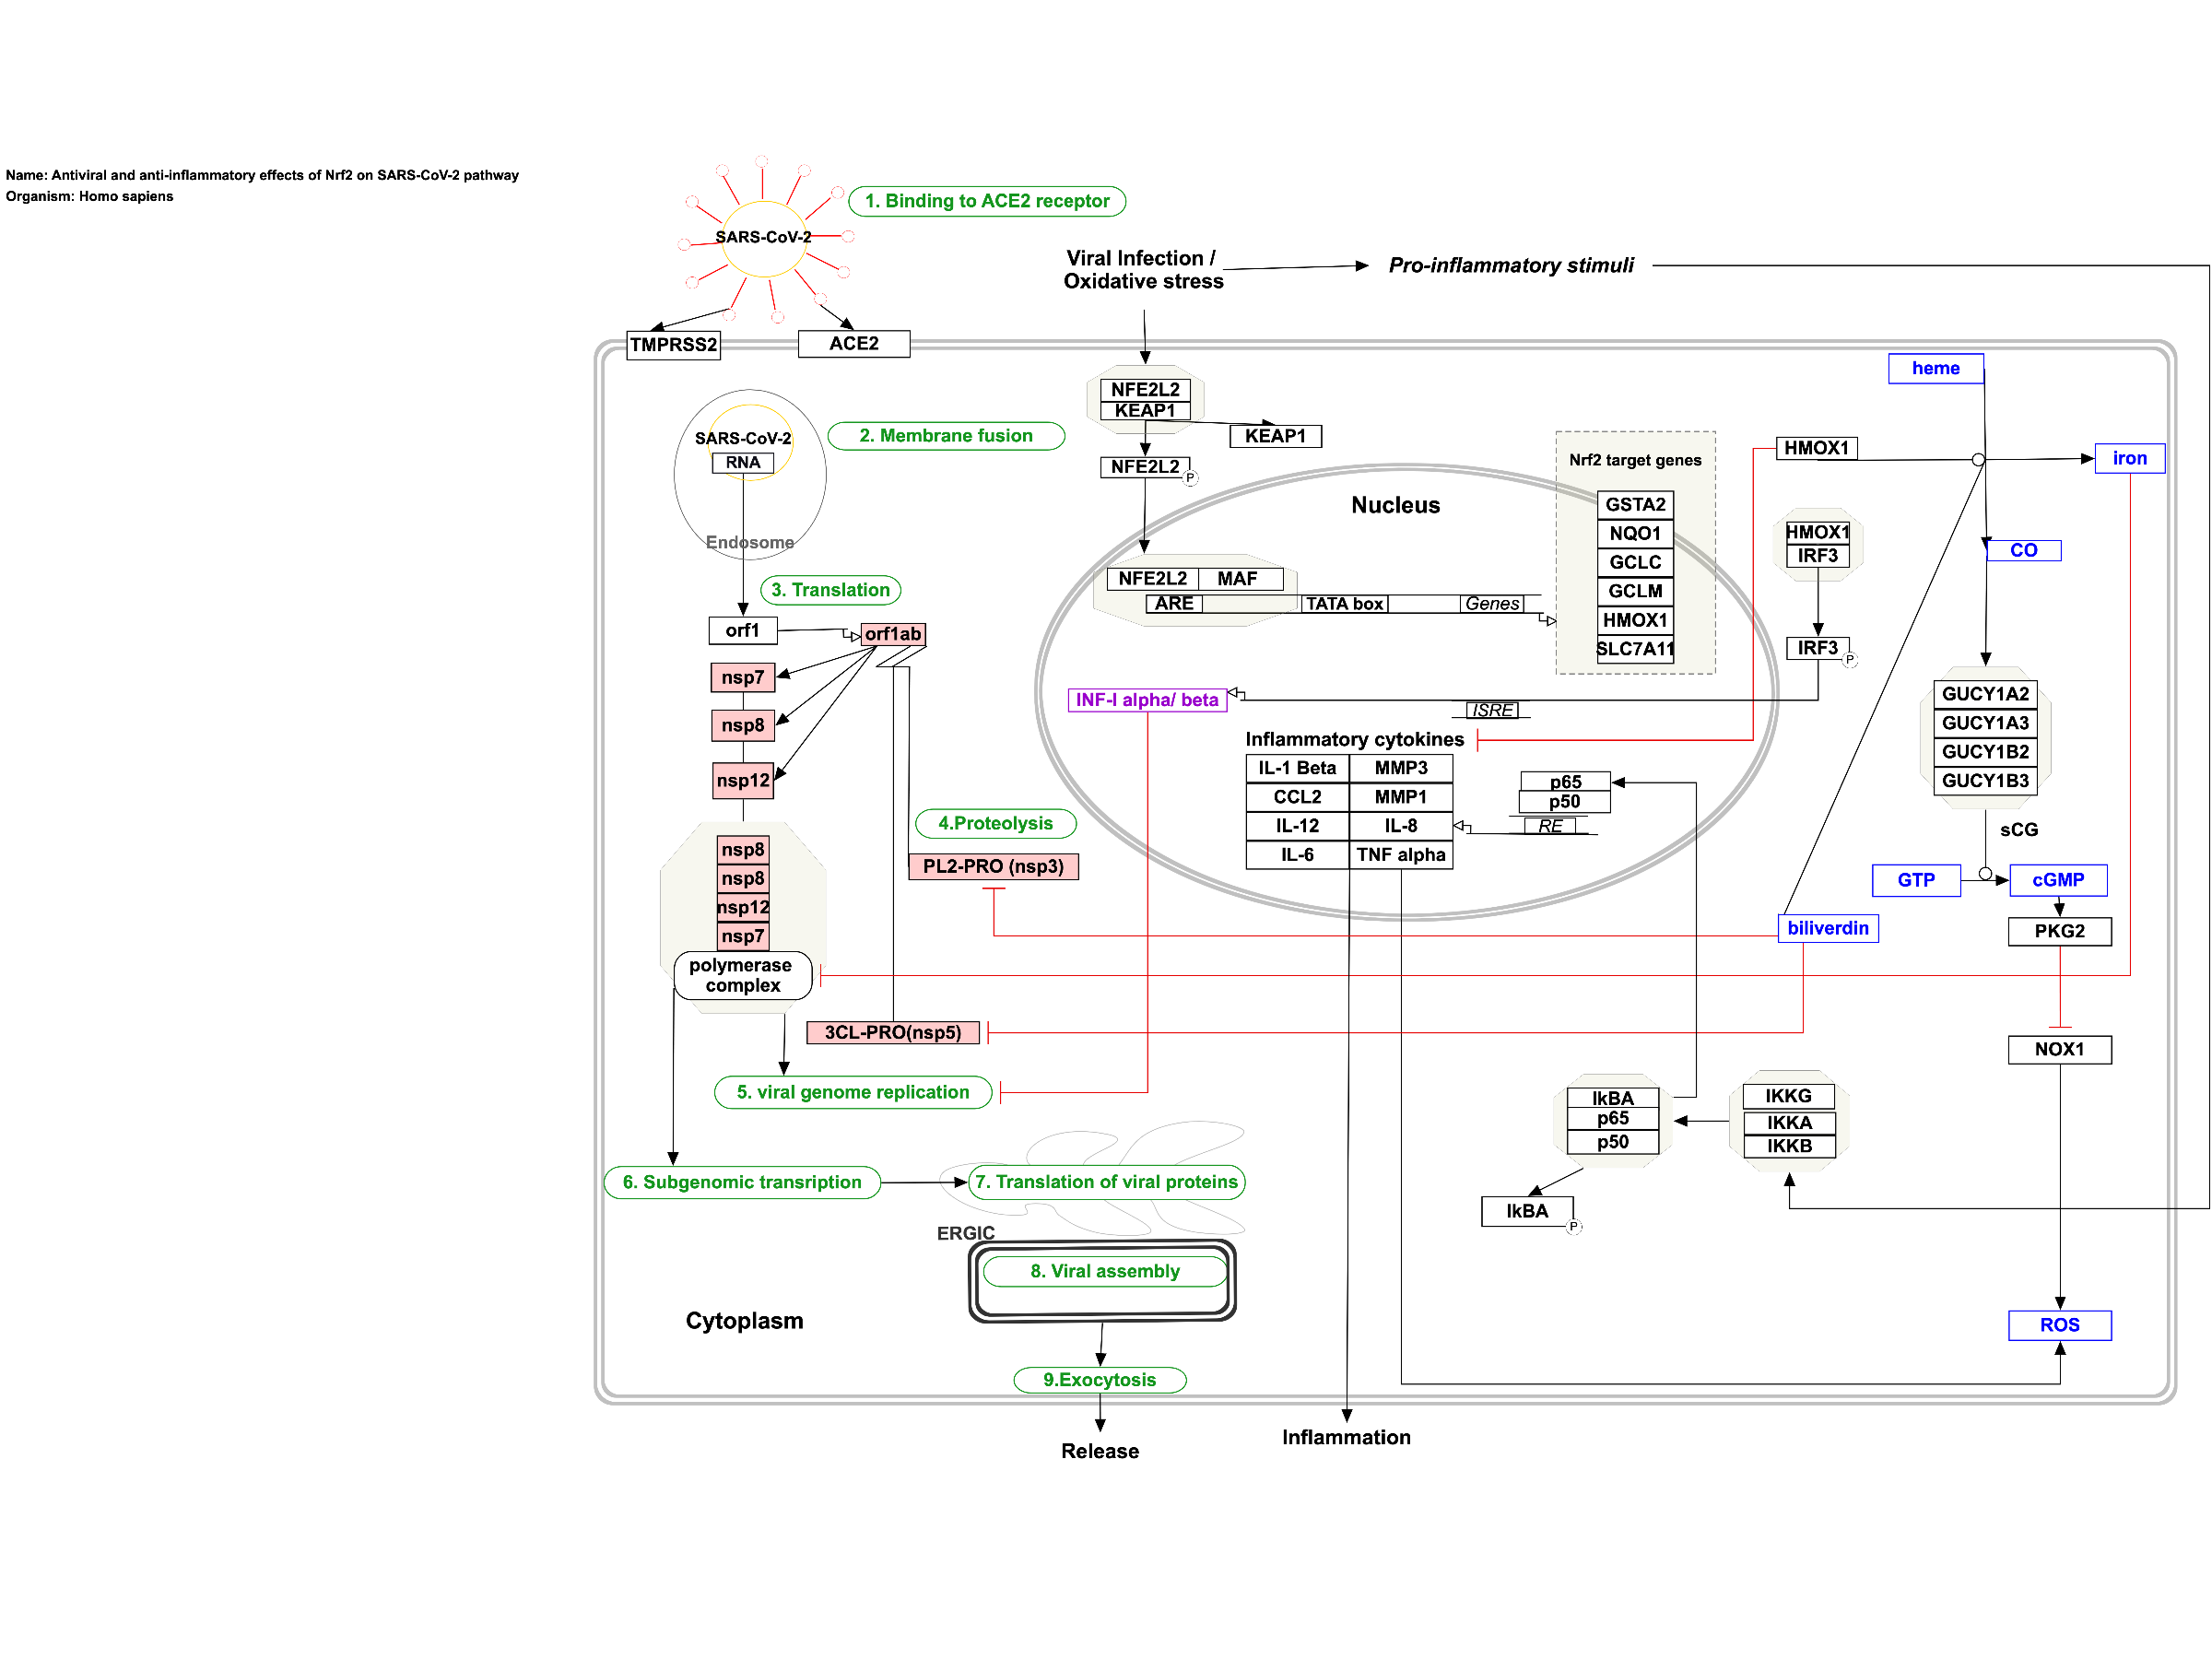 Name: Antiviral and anti-inflammatory effects of Nrf2 on SARS-CoV-2 pathway
Organism: Homo sapiens
SARS-CoV-2
1. Binding to ACE2 receptor
Viral Infection /
Oxidative stress
Pro-inflammatory stimuli
TMPRSS2
ACE2
SARS-CoV-2
RNA
Endosome
2. Membrane fusion
3. Translation
orf1
orf1ab
nsp7
nsp8
nsp12
4.Proteolysis
PL2-PRO (nsp3)
nsp8
nsp8
nsp12
nsp7
polymerase
complex
3CL-PRO(nsp5)
5. viral genome replication
6. Subgenomic transription
7. Translation of viral proteins
ERGIC
8. Viral assembly
Cytoplasm
9.Exocytosis
Release
NFE2L2
KEAP1
KEAP1
NFE2L2
P
Nucleus
NFE2L2
MAF
ARE
TATA box
Genes
Nrf2 target genes
GSTA2
NQO1
GCLC
GCLM
HMOX1
SLC7A11
INF-I alpha/ beta
ISRE
Inflammatory cytokines
IL-1 Beta
MMP3
CCL2
MMP1
IL-12
IL-8
IL-6
TNF alpha
p65
p50
RE
Inflammation
heme
HMOX1
iron
HMOX1
IRF3
CO
IRF3
P
GUCY1A2
GUCY1A3
GUCY1B2
GUCY1B3
sCG
GTP
cGMP
biliverdin
PKG2
NOX1
IkBA
p65
p50
IKKG
IKKA
IKKB
IkBA
P
ROS